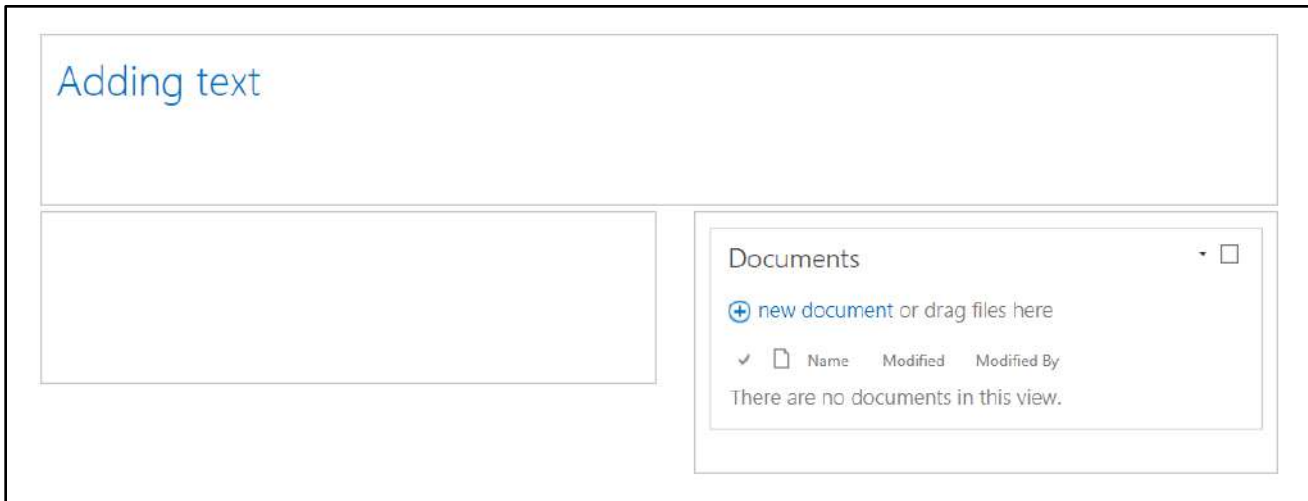 Adding text
Documents
new document or drag files here
Name Modified Modified By
There are no documents in this view.